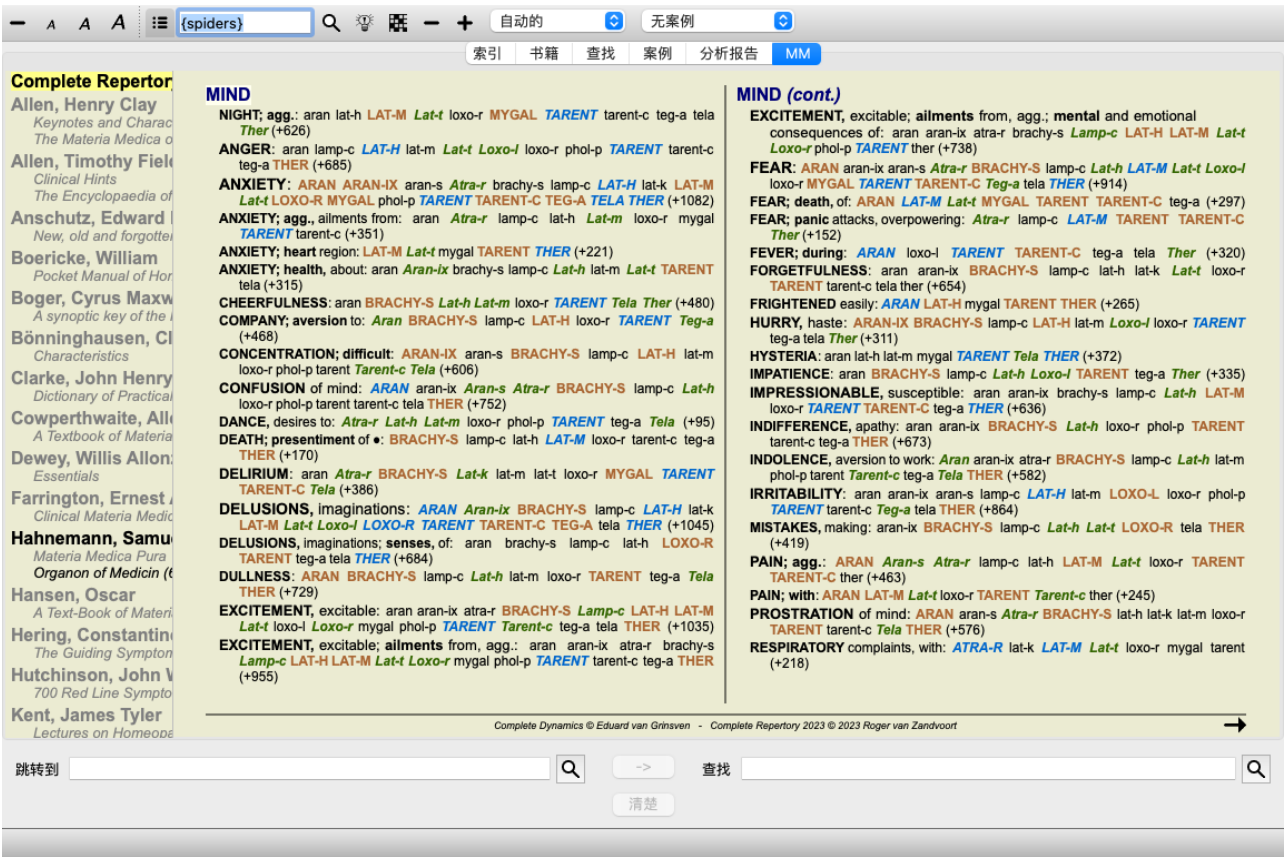 A A A {spiders} 自动的 无案例
索引 书籍 查找 案例 分析报告 MM
Complete Repertor
Allen, Henry Clay
Keynotes and Charac
The Materia Medica o
Allen, Timothy Field
Clinical Hints
The Encyclopaedia of
Anschutz, Edward
New, old and forgotter
Boericke, William
Pocket Manual of Hor
Boger, Cyrus Maxw
A synoptic key of the
Bönninghausen, Cl
Characteristics
Clarke, John Henry
Dictionary of Practical
Cowperthwaite, Alle
A Textbook of Materia
Dewey, Willis Allon
Essentials
Farrington, Ernest
Clinical Materia Medic
Hahnemann, Samu
Materia Medica Pura
Organon of Medicin (6
Hansen, Oscar
A Text-Book of Materi
Hering, Constantin
The Guiding Sympton
Hutchinson, John W
700 Red Line Sympto
Kent, James Tyler
Lectures on Homeopa
MIND
NIGHT; agg.: aran lat-h LAT-M Lat-t loxo-r MYGAL TARENT tarent-c teg-a tela
Ther (+626)
ANGER: aran lamp-c LAT-H lat-m Lat-t Loxo-l loxo-r phol-p TARENT tarent-c
teg-a THER (+685)
ANXIETY: ARAN ARAN-IX aran-s Atra-r brachy-s lamp-c LAT-H lat-k LAT-M
Lat-t LOXO-R MYGAL phol-p TARENT TARENT-C TEG-A TELA THER (+1082)
ANXIETY; agg., ailments from: aran Atra-r lamp-c lat-h Lat-m loxo-r mygal
TARENT tarent-c (+351)
ANXIETY; heart region: LAT-M Lat-t mygal TARENT THER (+221)
ANXIETY; health, about: aran Aran-ix brachy-s lamp-c Lat-h lat-m Lat-t TARENT
tela (+315)
CHEERFULNESS: aran BRACHY-S Lat-h Lat-m loxo-r TARENT Tela Ther (+480)
COMPANY; aversion to: Aran BRACHY-S lamp-c LAT-H loxo-r TARENT Teg-a
(+468)
CONCENTRATION; difficult: ARAN-IX aran-s BRACHY-S lamp-c LAT-H lat-m
loxo-r phol-p tarent Tarent-c Tela (+606)
CONFUSION of mind: ARAN aran-ix Aran-s Atra-r BRACHY-S lamp-c Lat-h
loxo-r phol-p tarent tarent-c tela THER (+752)
DANCE, desires to: Atra-r Lat-h Lat-m loxo-r phol-p TARENT teg-a Tela (+95)
DEATH; presentiment of ●: BRACHY-S lamp-c lat-h LAT-M loxo-r tarent-c teg-a
THER (+170)
DELIRIUM: aran Atra-r BRACHY-S Lat-k lat-m lat-t loxo-r MYGAL TARENT
TARENT-C Tela (+386)
DELUSIONS, imaginations: ARAN Aran-ix BRACHY-S lamp-c LAT-H lat-k
LAT-M Lat-t Loxo-l LOXO-R TARENT TARENT-C TEG-A tela THER (+1045)
DELUSIONS, imaginations; senses, of: aran brachy-s lamp-c lat-h LOXO-R
TARENT teg-a tela THER (+684)
DULLNESS: ARAN BRACHY-S lamp-c Lat-h lat-m loxo-r TARENT teg-a Tela
THER (+729)
EXCITEMENT, excitable: aran aran-ix atra-r BRACHY-S Lamp-c LAT-H LAT-M
Lat-t loxo-l Loxo-r mygal phol-p TARENT Tarent-c teg-a tela THER (+1035)
EXCITEMENT, excitable; ailments from, agg.: aran aran-ix atra-r brachy-s
Lamp-c LAT-H LAT-M Lat-t Loxo-r mygal phol-p TARENT tarent-c teg-a THER
(+955)
MIND (cont.)
EXCITEMENT, excitable; ailments from, agg.; mental and emotional
consequences of: aran aran-ix atra-r brachy-s Lamp-c LAT-H LAT-M Lat-t
Loxo-r phol-p TARENT ther (+738)
FEAR: ARAN aran-ix aran-s Atra-r BRACHY-S lamp-c Lat-h LAT-M Lat-t Loxo-l
loxo-r MYGAL TARENT TARENT-C Teg-a tela THER (+914)
FEAR; death, of: ARAN LAT-M Lat-t MYGAL TARENT TARENT-C teg-a (+297)
FEAR; panic attacks, overpowering: Atra-r lamp-c LAT-M TARENT TARENT-C
Ther (+152)
FEVER; during: ARAN loxo-l TARENT TARENT-C teg-a tela Ther (+320)
FORGETFULNESS: aran aran-ix BRACHY-S lamp-c lat-h lat-k Lat-t loxo-r
TARENT tarent-c tela ther (+654)
FRIGHTENED easily: ARAN LAT-H mygal TARENT THER (+265)
HURRY, haste: ARAN-IX BRACHY-S lamp-c LAT-H lat-m Loxo-l loxo-r TARENT
teg-a tela Ther (+311)
HYSTERIA: aran lat-h lat-m mygal TARENT Tela THER (+372)
IMPATIENCE: aran BRACHY-S lamp-c Lat-h Loxo-l TARENT teg-a Ther (+335)
IMPRESSIONABLE, susceptible: aran aran-ix brachy-s lamp-c Lat-h LAT-M
loxo-r TARENT TARENT-C teg-a THER (+636)
INDIFFERENCE, apathy: aran aran-ix BRACHY-S Lat-h loxo-r phol-p TARENT
tarent-c teg-a THER (+673)
INDOLENCE, aversion to work: Aran aran-ix atra-r BRACHY-S lamp-c Lat-h lat-m
phol-p tarent Tarent-c teg-a Tela THER (+582)
IRRITABILITY: aran aran-ix aran-s lamp-c LAT-H lat-m LOXO-L loxo-r phol-p
TARENT tarent-c Teg-a tela THER (+864)
MISTAKES, making: aran-ix BRACHY-S lamp-c Lat-h Lat-t LOXO-R tela THER
(+419)
PAIN; agg.: ARAN Aran-s Atra-r lamp-c lat-h LAT-M Lat-t loxo-r TARENT
TARENT-C ther (+463)
PAIN; with: ARAN LAT-M Lat-t loxo-r TARENT Tarent-c ther (+245)
PROSTRATION of mind: ARAN aran-s Atra-r BRACHY-S lat-h lat-k lat-m loxo-r
TARENT tarent-c Tela THER (+576)
RESPIRATORY complaints, with: ATRA-R lat-k LAT-M Lat-t loxo-r mygal tarent
(+218)
Complete Dynamics © Eduard van Grinsven - Complete Repertory 2023 © 2023 Roger van Zandvoort
跳转到 -> 查找
清楚